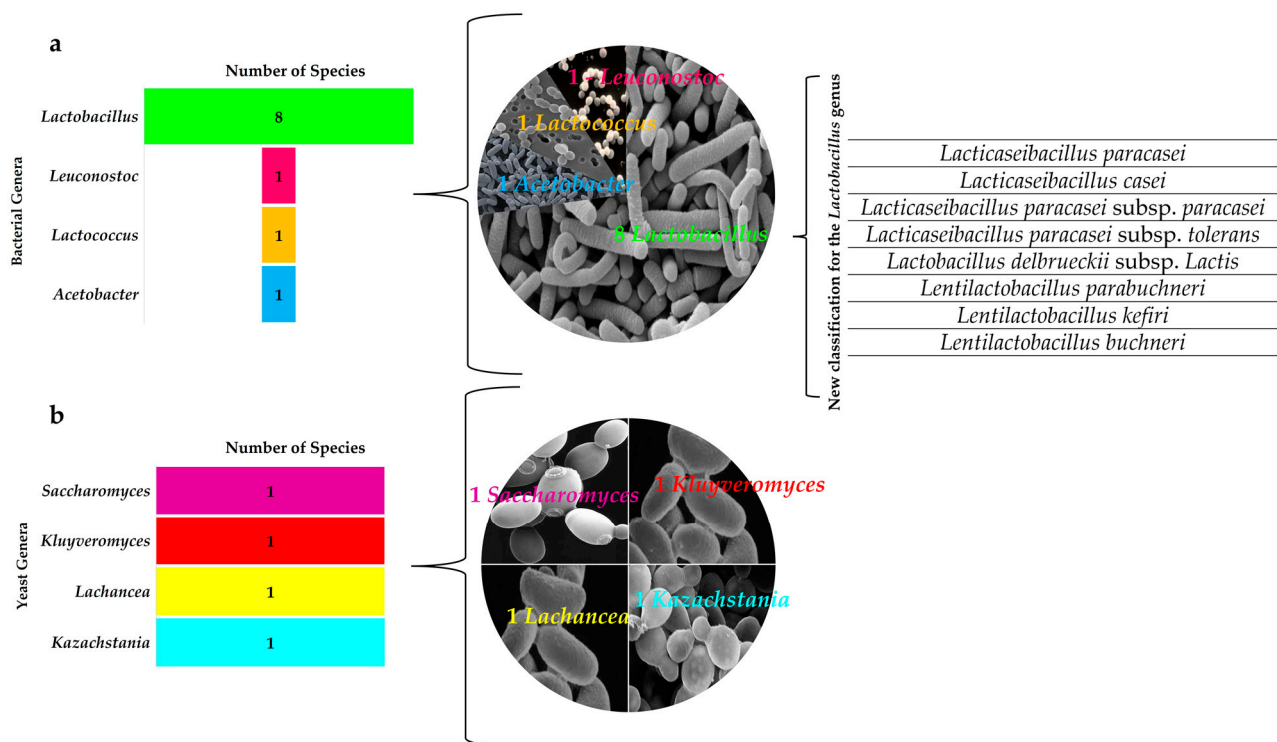 a
Number of Species
Bacterial Genera
Lactobacillus
8
Leuconostoc
1
Lactococcus
1
Acetobacter
1
1 - Leuconostoc
1 Lactococcus
1 Acetobacter
8 Lactobacillus
New classification for the Lactobacillus genus
Lacticaseibacillus paracasei
Lacticaseibacillus casei
Lacticaseibacillus paracasei subsp. paracasei
Lacticaseibacillus paracasei subsp. tolerans
Lactobacillus delbrueckii subsp. Lactis
Lentilactobacillus parabuchneri
Lentilactobacillus kefiri
Lentilactobacillus buchneri
b
Number of Species
Yeast Genera
Saccharomyces
1
Kluyveromyces
1
Lachancea
1
Kazachstania
1
1 Saccharomyces
1 Kluyveromyces
1 Lachancea
1 Kazachstania